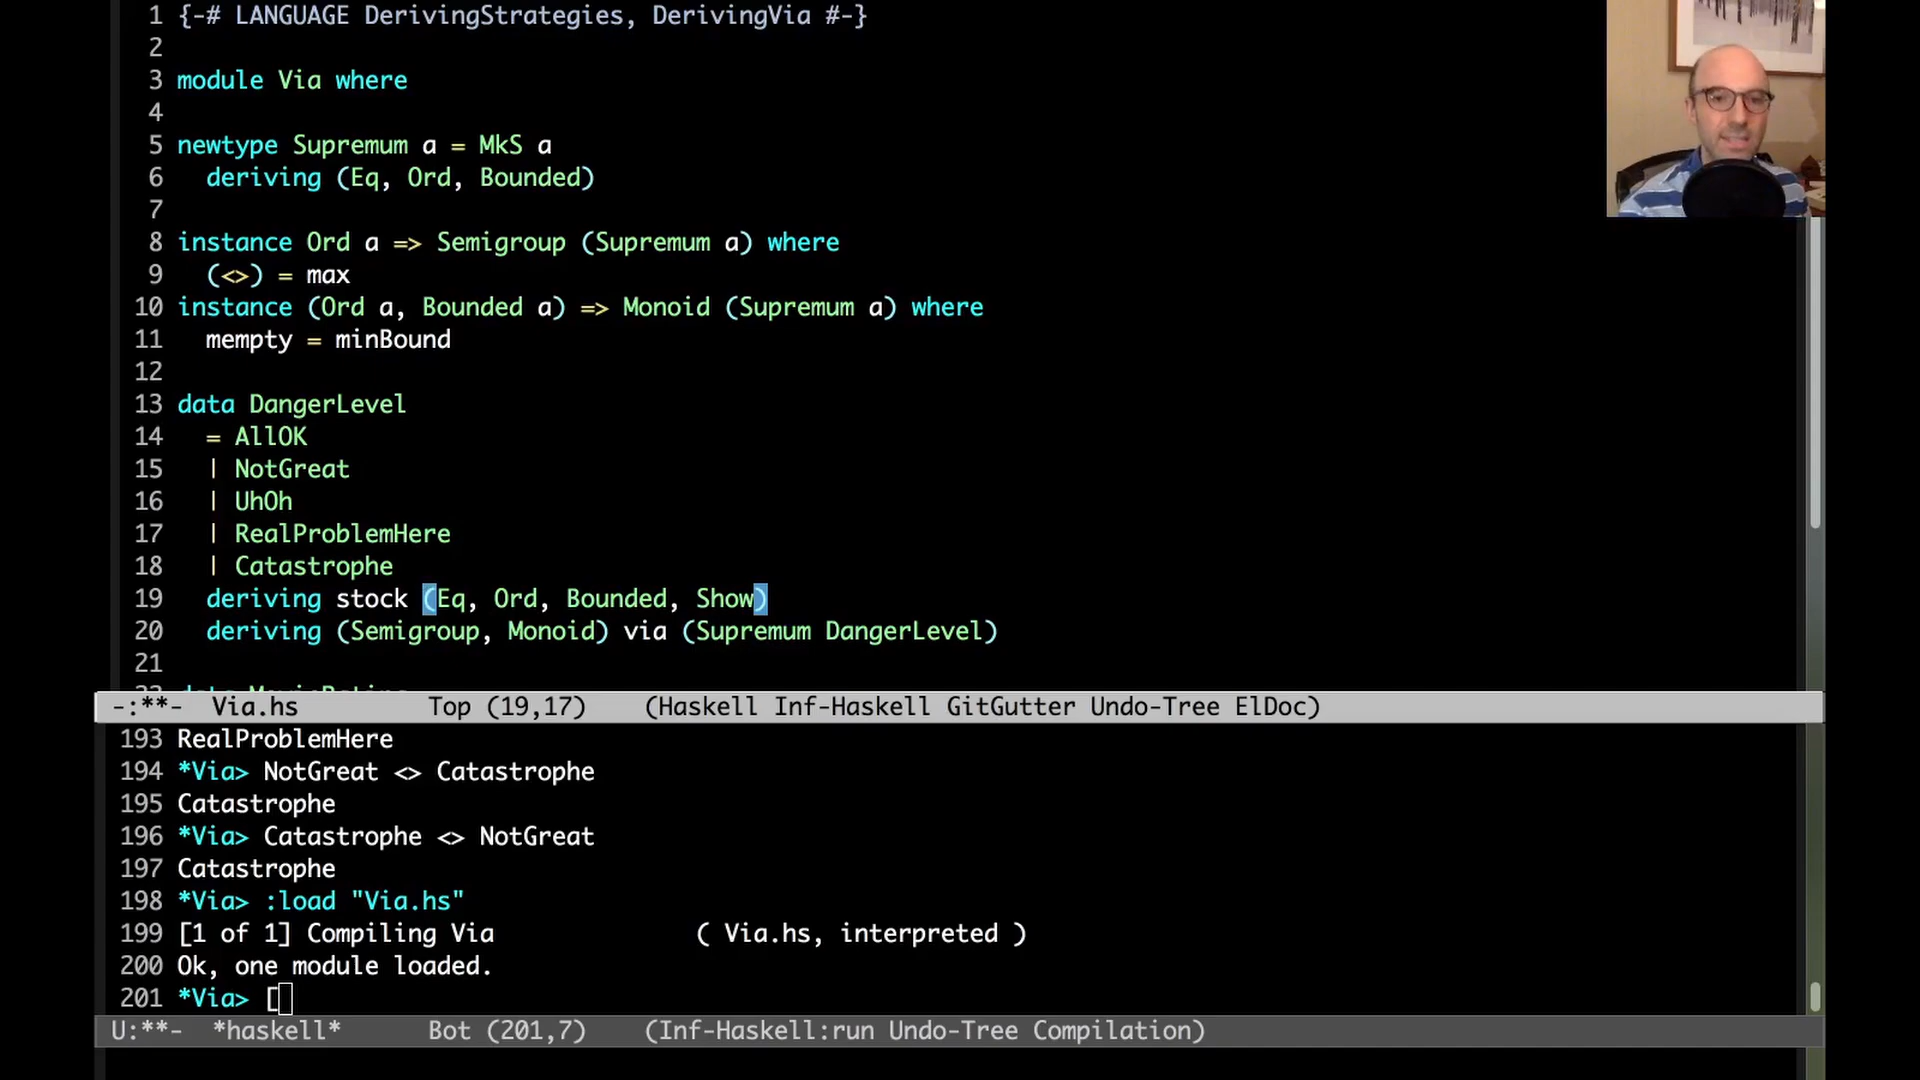 1 {-# LANGUAGE DerivingStrategies, DerivingVia #-}
2
3 module Via where
4
5 newtype Supremum a = MkS a
6   deriving (Eq, Ord, Bounded)
7
8 instance Ord a => Semigroup (Supremum a) where
9   (<>) = max
10 instance (Ord a, Bounded a) => Monoid (Supremum a) where
11   mempty = minBound
12
13 data DangerLevel
14   = AllOK
15   | NotGreat
16   | UhOh
17   | RealProblemHere
18   | Catastrophe
19   deriving stock (Eq, Ord, Bounded, Show)
20   deriving (Semigroup, Monoid) via (Supremum DangerLevel)
21
-:**-  Via.hs         Top (19,17)    (Haskell Inf-Haskell GitGutter Undo-Tree ElDoc)
193 RealProblemHere
194 *Via> NotGreat <> Catastrophe
195 Catastrophe
196 *Via> Catastrophe <> NotGreat
197 Catastrophe
198 *Via> :load "Via.hs"
199 [1 of 1] Compiling Via              ( Via.hs, interpreted )
200 Ok, one module loaded.
201 *Via> [
U:**-  *haskell*      Bot (201,7)    (Inf-Haskell:run Undo-Tree Compilation)